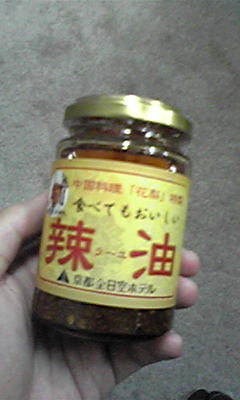 中国料理「花梨」特製
食べてもおいしい
辣油
ラーユ
京都全日空ホテル